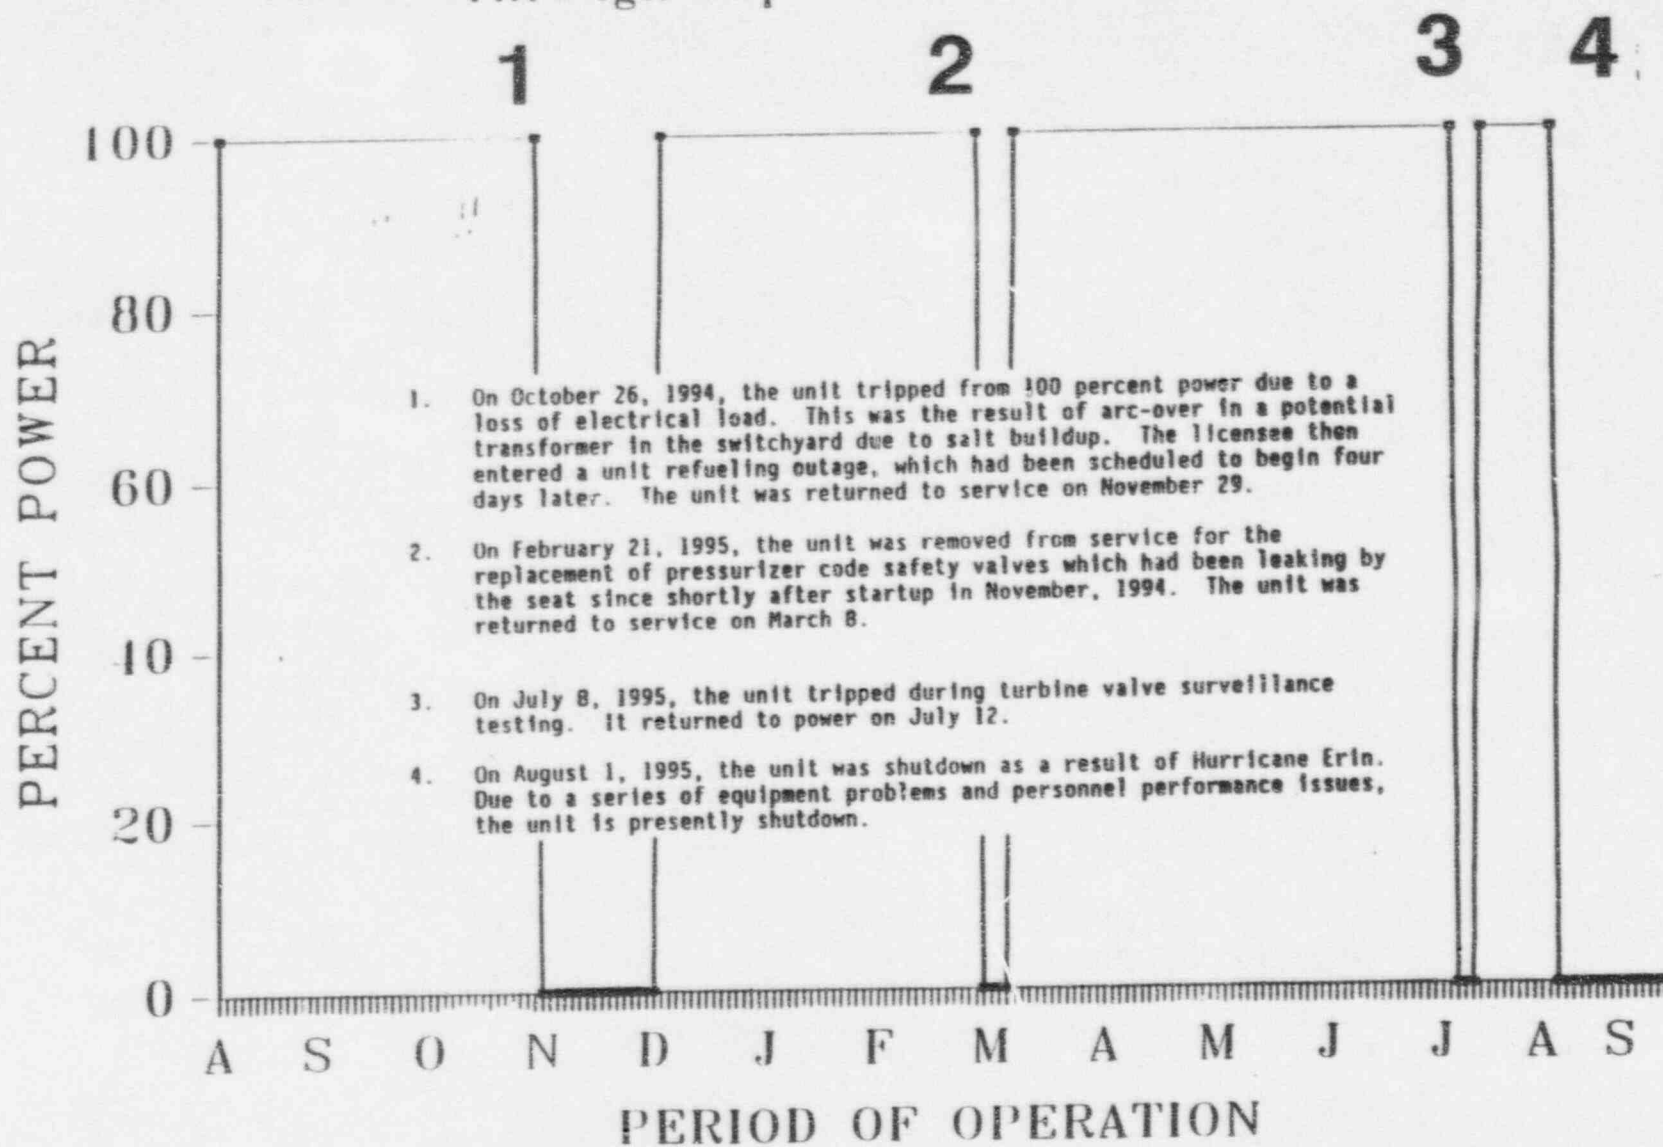 1 2 3 4
100
80
PERCENT POWER
1. On October 26, 1994, the unit tripped from 100 percent power due to a
loss of electrical load. This was the result of arc-over in a potential
transformer in the switchyard due to salt buildup. The licensee then
entered a unit refueling outage, which had been scheduled to begin four
days later. The unit was returned to service on November 29.
60
2. On February 21, 1995, the unit was removed from service for the
replacement of pressurizer code safety valves which had been leaking by
the seat since shortly after startup in November, 1994. The unit was
returned to service on March 8.
40
3. On July 8, 1995, the unit tripped during turbine valve surveillance
testing. It returned to power on July 12.
4. On August 1, 1995, the unit was shutdown as a result of Hurricane Erin.
Due to a series of equipment problems and personnel performance issues,
the unit is presently shutdown.
20
0
A S O N D J F M A M J J A S
PERIOD OF OPERATION